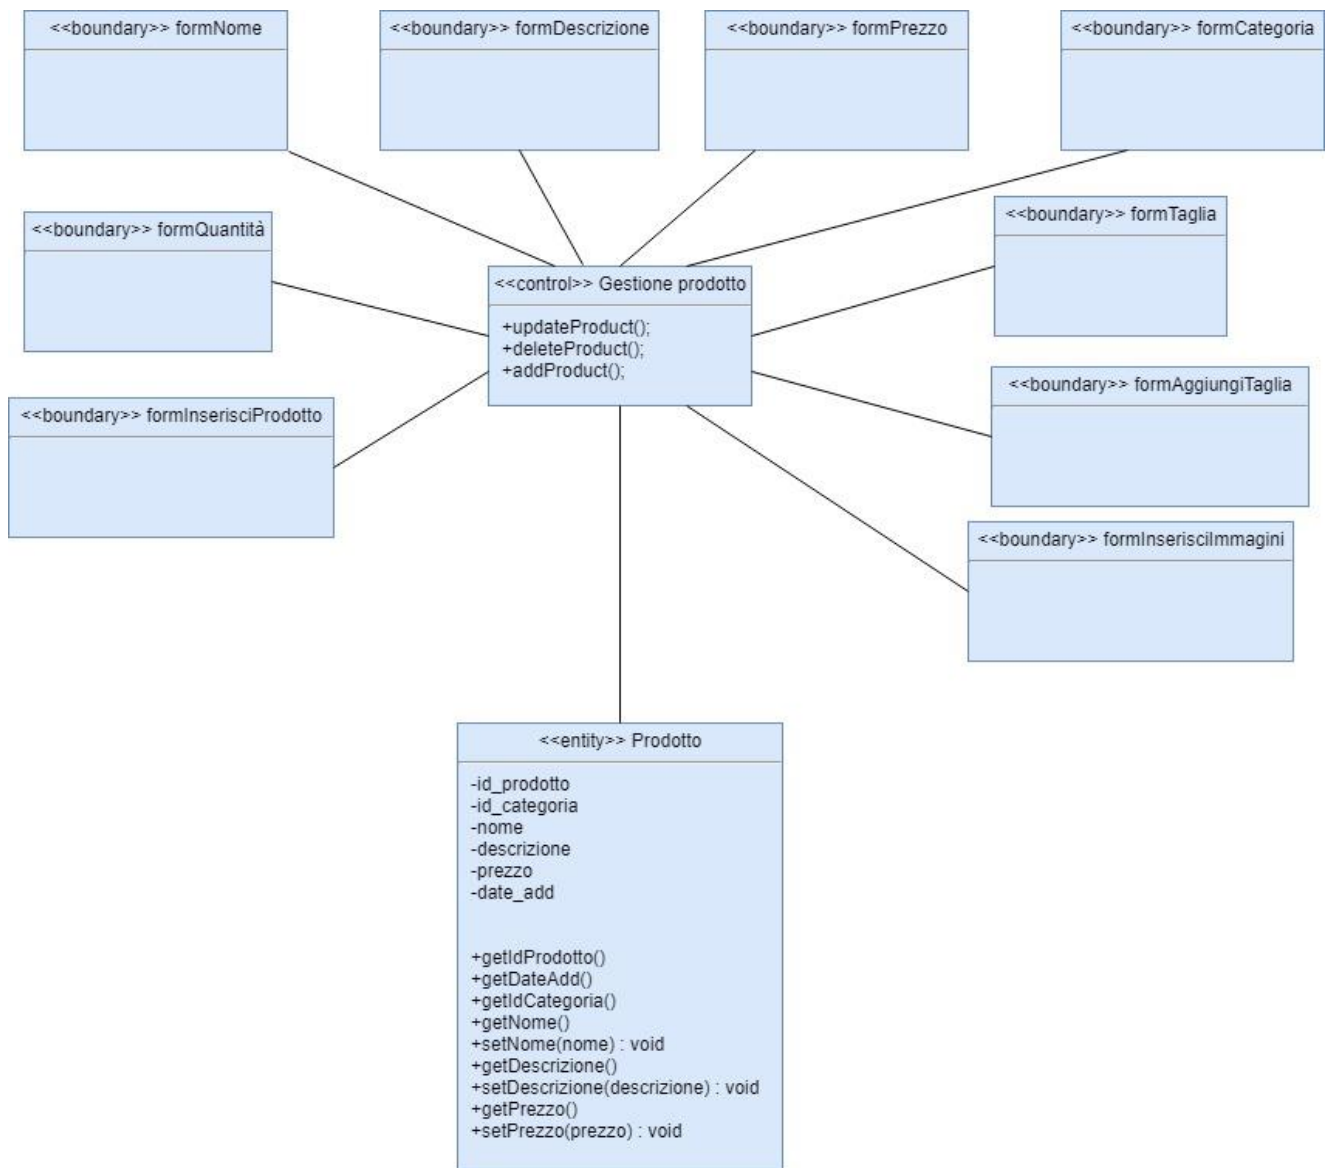 <<boundary>> formNome
<<boundary>> formDescrizione
<<boundary>> formPrezzo
<<boundary>> formCategoria
<<boundary>> formQuantità
<<boundary>> formTaglia
<<control>> Gestione prodotto
+updateProduct();
+deleteProduct();
+addProduct();
<<boundary>> formInserisciProdotto
<<boundary>> formAggiungiTaglia
<<boundary>> formInserisciImmagini
<<entity>> Prodotto
-id_prodotto
-id_categoria
-nome
-descrizione
-prezzo
-date_add
+getIdProdotto()
+getDateAdd()
+getIdCategoria()
+getNome()
+setNome(nome) : void
+getDescrizione()
+setDescrizione(descrizione) : void
+getPrezzo()
+setPrezzo(prezzo) : void